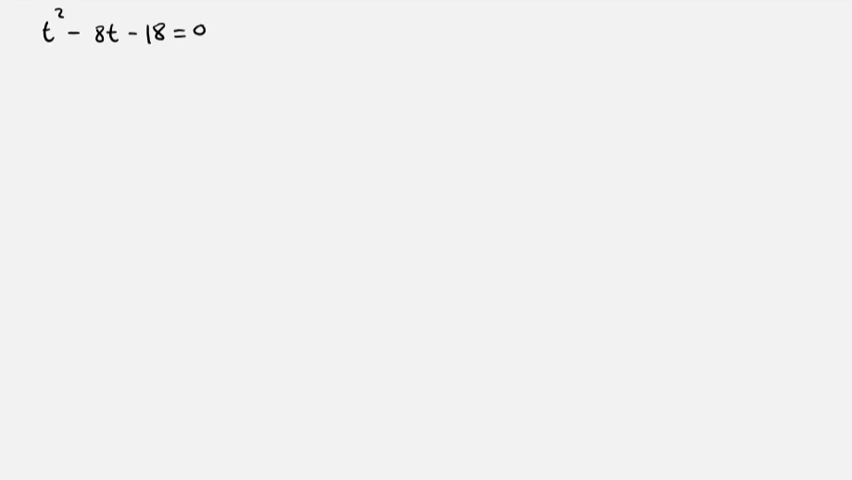 t² - 8t - 18 = 0